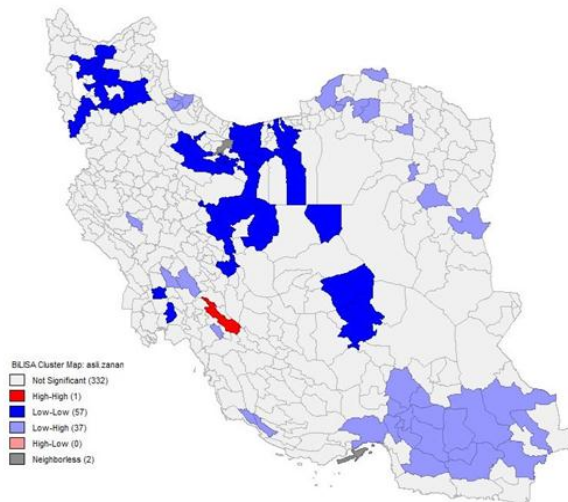 BiLISA Cluster Map: asli.zanan
Not Significant (332)
High-High (1)
Low-Low (57)
Low-High (37)
High-Low (0)
Neighborless (2)